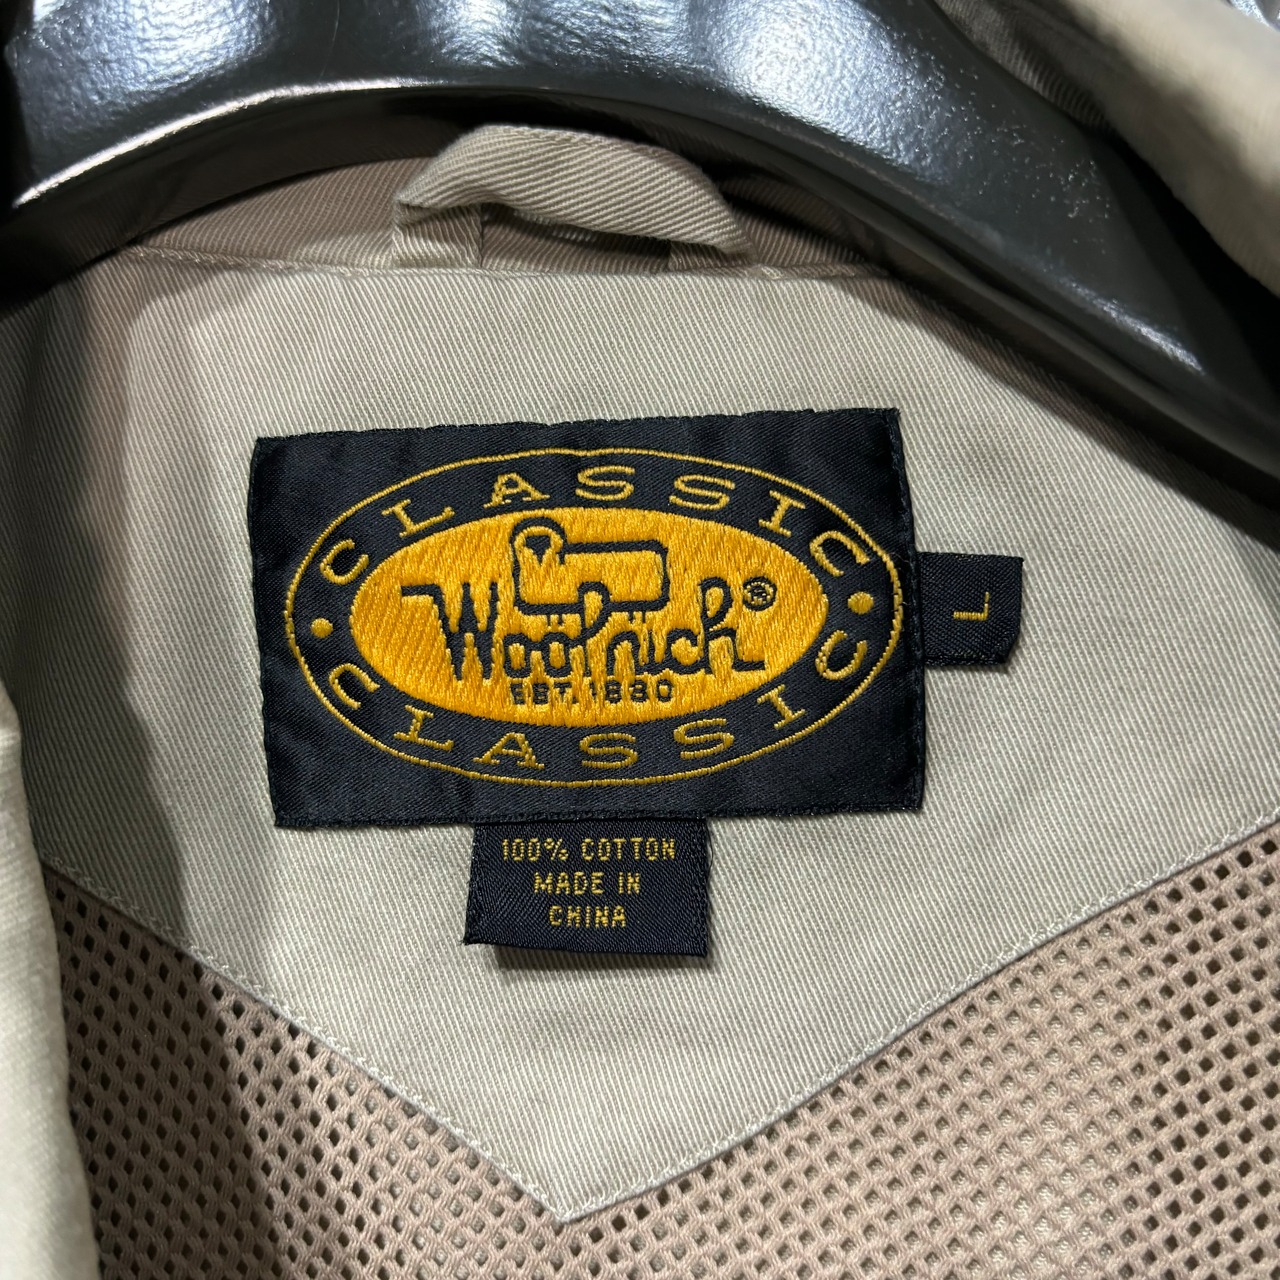 CLASSIC
Woolrich®
EST. 1830
CLASSIC
L
100% COTTON
MADE IN
CHINA